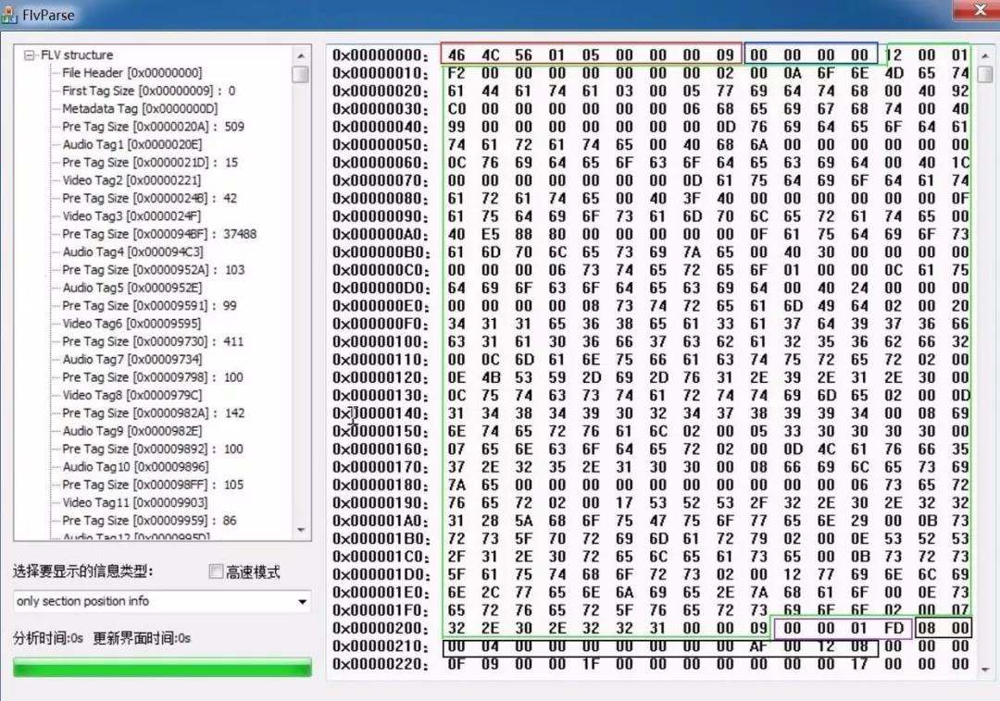 FlvParse
FLV structure
File Header [0x00000000]
First Tag Size [0x00000009] : 0
Metadata Tag [0x0000000D]
Pre Tag Size [0x0000020A] : 509
Audio Tag1 [0x0000020E]
Pre Tag Size [0x0000021D] : 15
Video Tag2 [0x00000221]
Pre Tag Size [0x0000024B] : 42
Video Tag3 [0x0000024F]
Pre Tag Size [0x000094BF] : 37488
Audio Tag4 [0x000094C3]
Pre Tag Size [0x0000952A] : 103
Audio Tag5 [0x0000952E]
Pre Tag Size [0x00009591] : 99
Video Tag6 [0x00009595]
Pre Tag Size [0x00009730] : 411
Audio Tag7 [0x00009734]
Pre Tag Size [0x00009798] : 100
Video Tag8 [0x0000979C]
Pre Tag Size [0x0000982A] : 142
Audio Tag9 [0x0000982E]
Pre Tag Size [0x00009892] : 100
Audio Tag10 [0x00009896]
Pre Tag Size [0x000098FF] : 105
Video Tag11 [0x00009903]
Pre Tag Size [0x00009959] : 86
Audio Tag12 [0x0000995D]
选择要显示的信息类型:
高速模式
only section position info
分析时间:0s 更新界面时间:0s
0x00000000: 46 4C 56 01 05 00 00 00 09 00 00 00 00 12 00 01
0x00000010: F2 00 00 00 00 00 00 00 02 00 0A 6F 6E 4D 65 74
0x00000020: 61 44 61 74 61 03 00 05 77 69 64 74 68 00 40 92
0x00000030: C0 00 00 00 00 00 00 06 68 65 69 67 68 74 00 40
0x00000040: 99 00 00 00 00 00 00 00 0D 76 69 64 65 6F 64 61
0x00000050: 74 61 72 61 74 65 00 40 68 6A 00 00 00 00 00 00
0x00000060: 0C 76 69 64 65 6F 63 6F 64 65 63 69 64 00 40 1C
0x00000070: 00 00 00 00 00 00 00 0D 61 75 64 69 6F 64 61 74
0x00000080: 61 72 61 74 65 00 40 3F 40 00 00 00 00 00 00 0F
0x00000090: 61 75 64 69 6F 73 61 6D 70 6C 65 72 61 74 65 00
0x000000A0: 40 E5 88 80 00 00 00 00 00 0F 61 75 64 69 6F 73
0x000000B0: 61 6D 70 6C 65 73 69 7A 65 00 40 30 00 00 00 00
0x000000C0: 00 00 00 06 73 74 65 72 65 6F 01 00 00 0C 61 75
0x000000D0: 64 69 6F 63 6F 64 65 63 69 64 00 40 24 00 00 00
0x000000E0: 00 00 00 00 08 73 74 72 65 61 6D 49 64 02 00 20
0x000000F0: 34 31 31 65 36 38 65 61 33 61 37 64 39 37 36 66
0x00000100: 63 31 61 30 36 66 37 63 62 61 32 35 36 62 66 32
0x00000110: 00 0C 6D 61 6E 75 66 61 63 74 75 72 65 72 02 00
0x00000120: 0E 4B 53 59 2D 69 2D 76 31 2E 39 2E 31 2E 30 00
0x00000130: 0C 75 74 63 73 74 61 72 74 74 69 6D 65 02 00 0D
0x00000140: 31 34 38 34 39 30 32 34 37 38 39 39 34 00 08 69
0x00000150: 6E 74 65 72 76 61 6C 02 00 05 33 30 30 30 30 00
0x00000160: 07 65 6E 63 6F 64 65 72 02 00 0D 4C 61 76 66 35
0x00000170: 37 2E 32 35 2E 31 30 30 00 08 66 69 6C 65 73 69
0x00000180: 7A 65 00 00 00 00 00 00 00 00 00 00 06 73 65 72
0x00000190: 76 65 72 02 00 17 53 52 53 2F 32 2E 30 2E 32 32
0x000001A0: 31 28 5A 68 6F 75 47 75 6F 77 65 6E 29 00 0B 73
0x000001B0: 72 73 5F 70 72 69 6D 61 72 79 02 00 0E 53 52 53
0x000001C0: 2F 31 2E 30 72 65 6C 65 61 73 65 00 0B 73 72 73
0x000001D0: 5F 61 75 74 68 6F 72 73 02 00 12 77 69 6E 6C 69
0x000001E0: 6E 2C 77 65 6E 6A 69 65 2E 7A 68 61 6F 00 0E 73
0x000001F0: 65 72 76 65 72 5F 76 65 72 73 69 6F 6E 02 00 07
0x00000200: 32 2E 30 2E 32 32 31 00 00 09 00 00 01 FD 08 00
0x00000210: 00 04 00 00 00 00 00 00 00 AF 00 12 08 00 00 00
0x00000220: 0F 09 00 00 1F 00 00 00 00 00 00 00 17 00 00 00